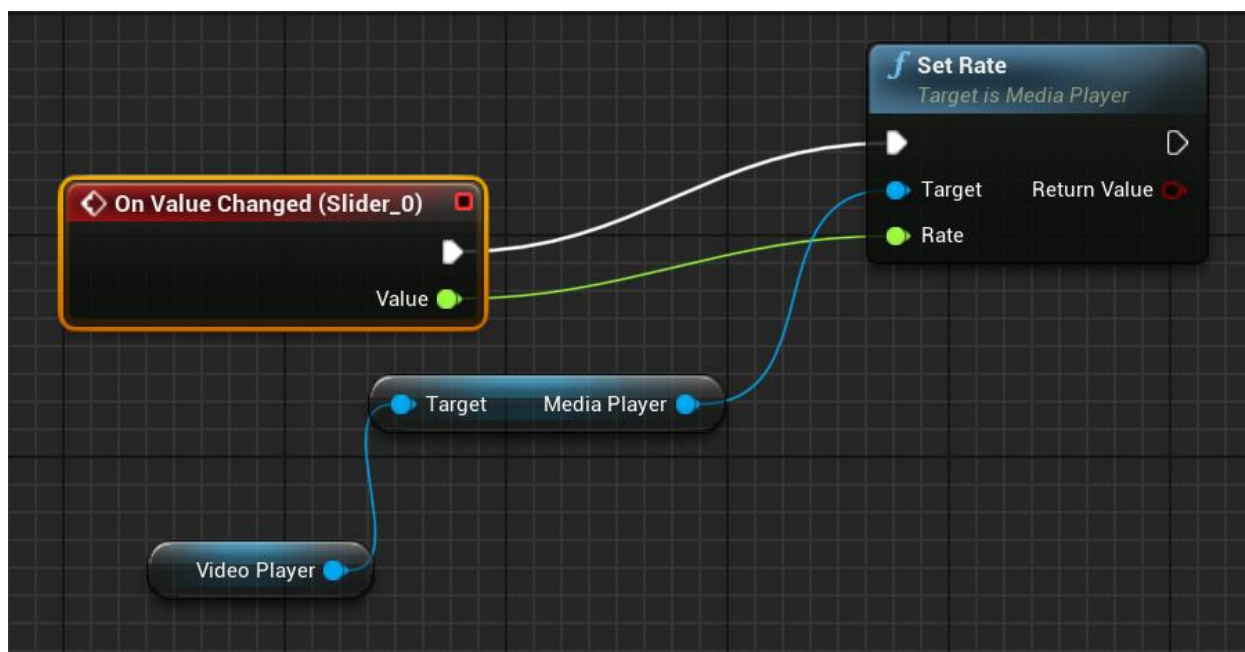 Set Rate
Target is Media Player
Target Return Value
Rate
On Value Changed (Slider_0)
Value
Target Media Player
Video Player